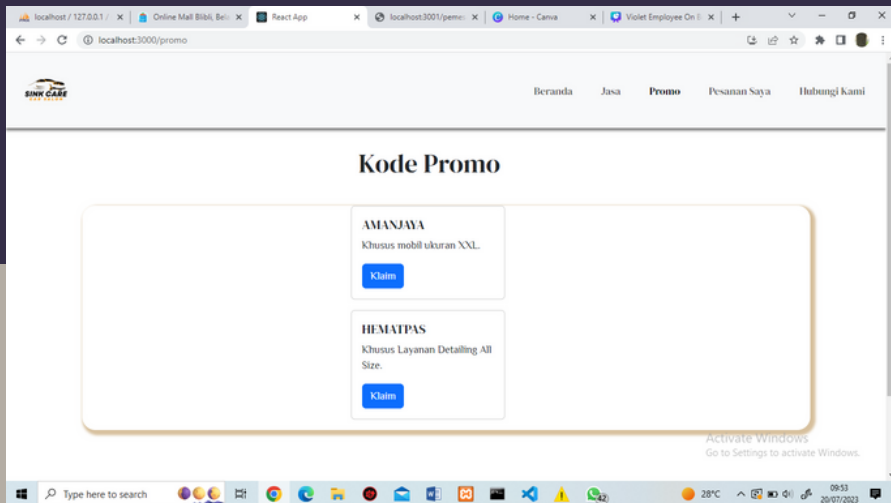 localhost / 127.0.0.1 /
Online Mall Blibli, Bela
React App
localhost:3001/pemes
Home - Canva
Violet Employee On B
localhost:3000/promo
SINK CARE
CAR SALON
Beranda
Jasa
Promo
Pesanan Saya
Hubungi Kami
Kode Promo
AMANJAYA
Khusus mobil ukuran XXL.
Klaim
HEMATPAS
Khusus Layanan Detailing All
Size.
Klaim
Activate Windows
Go to Settings to activate Windows.
Type here to search
42
28°C
09:53
20/07/2023